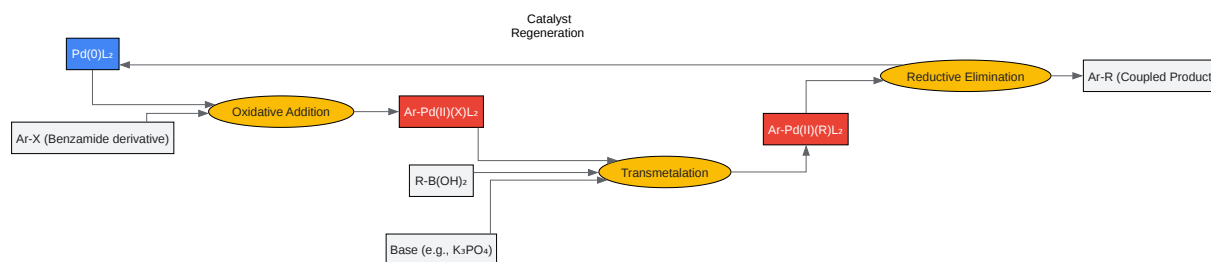 Catalyst
Regeneration
Pd(0)L₂
Reductive Elimination
Ar-R (Coupled Product
Oxidative Addition
Ar-Pd(II)(X)L₂
Ar-Pd(II)(R)L₂
Ar-X (Benzamide derivative)
R-B(OH)₂
Transmetalation
Base (e.g., K₃PO₄)